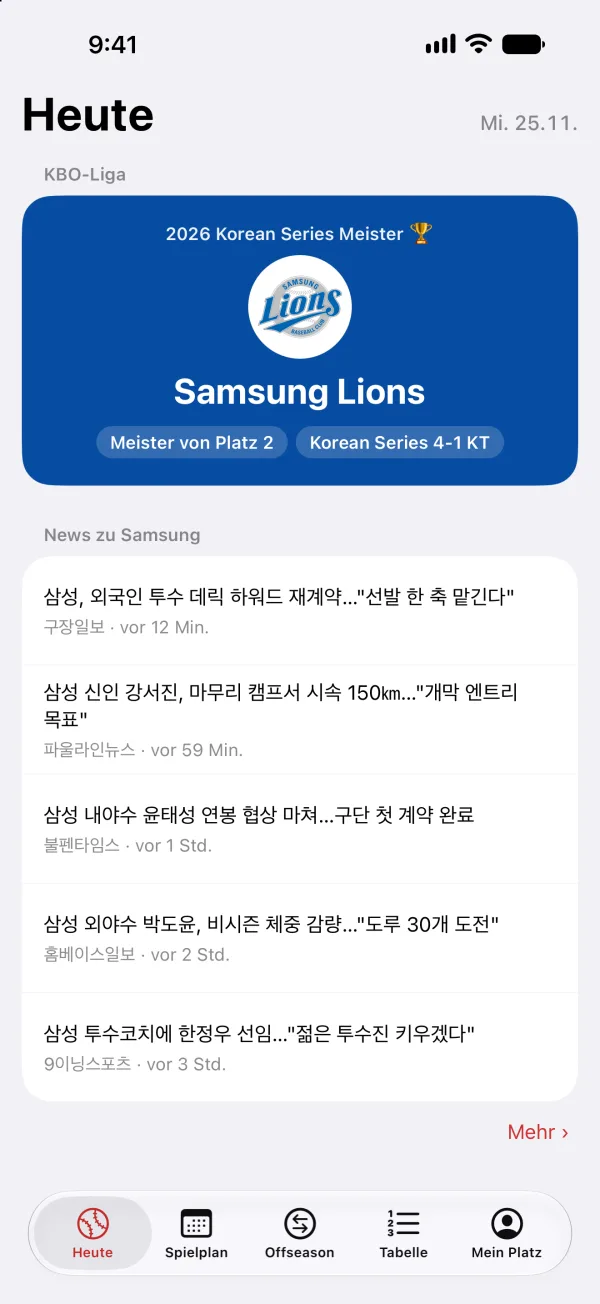 9:41
Heute
Mi. 25.11.
KBO-Liga
2026 Korean Series Meister 🏆
SAMSUNG
Lions
BASEBALL CLUB
Samsung Lions
Meister von Platz 2
Korean Series 4-1 KT
News zu Samsung
삼성, 외국인 투수 데릭 하워드 재계약…"선발 한 축 맡긴다"
구장일보 · vor 12 Min.
삼성 신인 강서진, 마무리 캠프서 시속 150㎞…"개막 엔트리
목표"
파울라인뉴스 · vor 59 Min.
삼성 내야수 윤태성 연봉 협상 마쳐…구단 첫 계약 완료
불펜타임스 · vor 1 Std.
삼성 외야수 박도윤, 비시즌 체중 감량…"도루 30개 도전"
홈베이스일보 · vor 2 Std.
삼성 투수코치에 한정우 선임…"젊은 투수진 키우겠다"
9이닝스포츠 · vor 3 Std.
Mehr ›
Heute
Spielplan
Offseason
Tabelle
Mein Platz